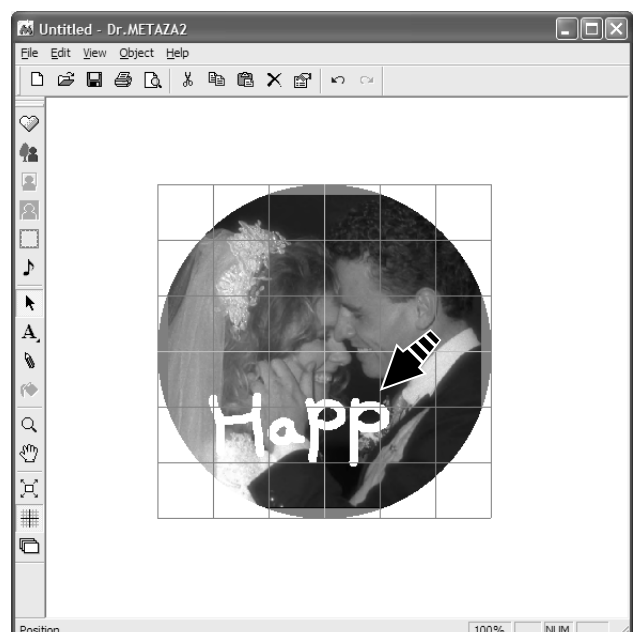 Untitled - Dr.METAZA2
File Edit View Object Help
A
Happ
Position 100% NUM